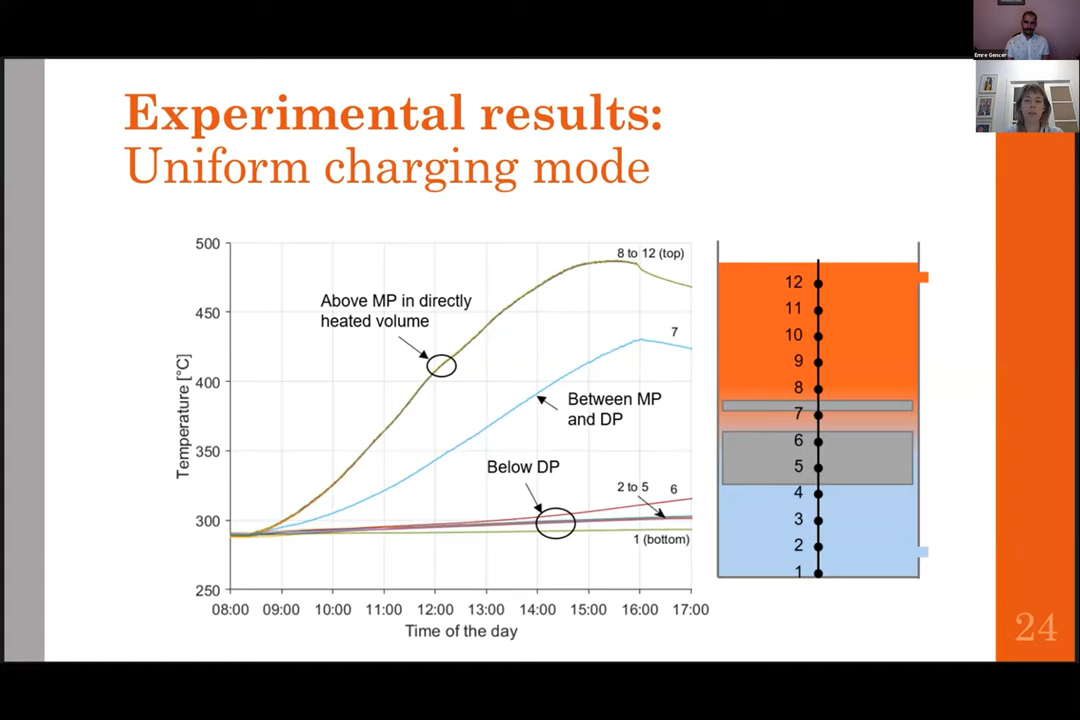 Emre Gencer
Experimental results:
Uniform charging mode
500
450
400
350
300
250
Temperature [°C]
08:00 09:00 10:00 11:00 12:00 13:00 14:00 15:00 16:00 17:00
Time of the day
8 to 12 (top)
Above MP in directly
heated volume
7
Between MP
and DP
Below DP
2 to 5
6
1 (bottom)
12
11
10
9
8
7
6
5
4
3
2
1
24